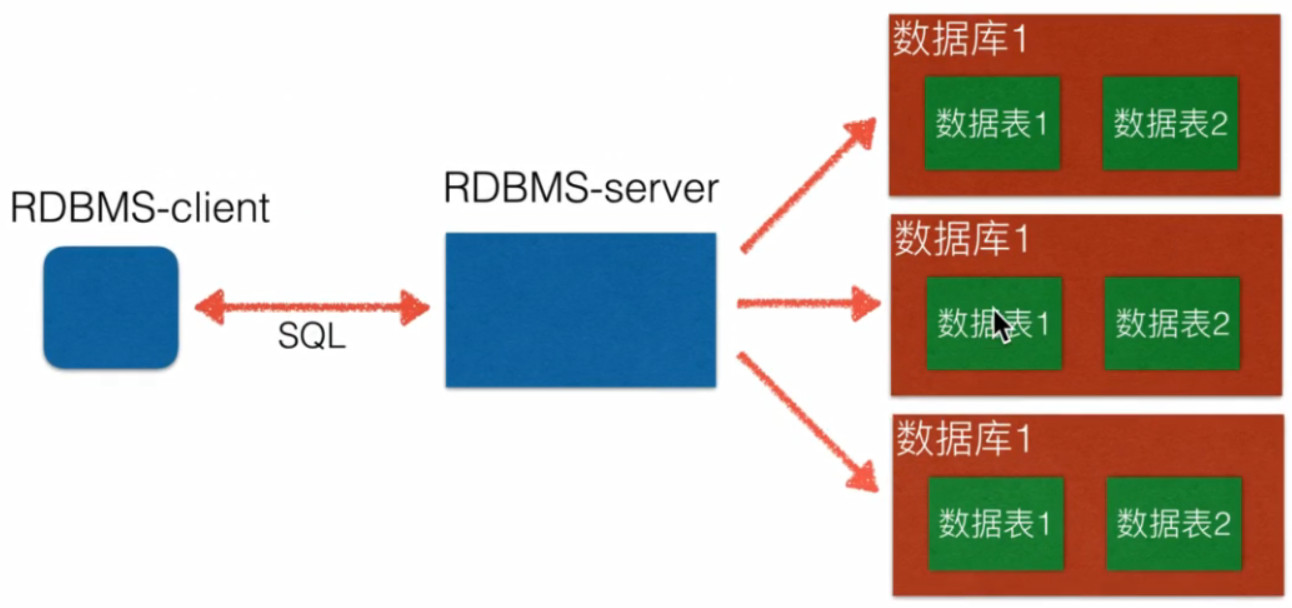 RDBMS-client
SQL
RDBMS-server
数据库1
数据表1
数据表2
数据库1
数据表1
数据表2
数据库1
数据表1
数据表2